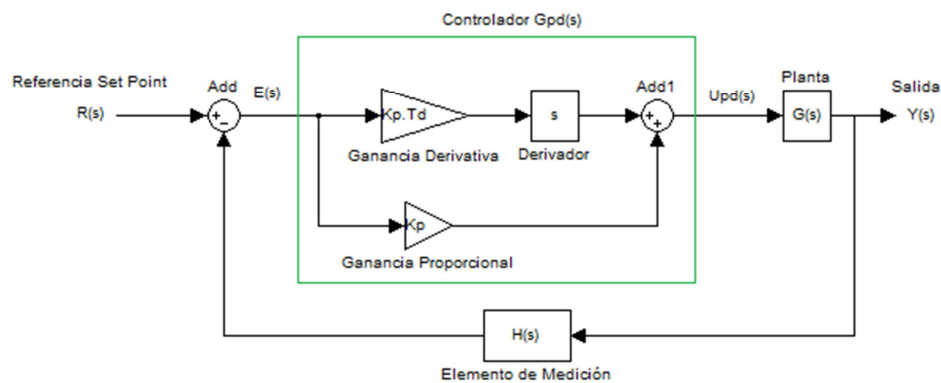 Controlador Gpd(s)
Referencia Set Point
R(s)
Add
+
−
E(s)
Kp.Td
Ganancia Derivativa
s
Derivador
Add1
+
+
Upd(s)
Planta
G(s)
Salida
Y(s)
Kp
Ganancia Proporcional
H(s)
Elemento de Medición